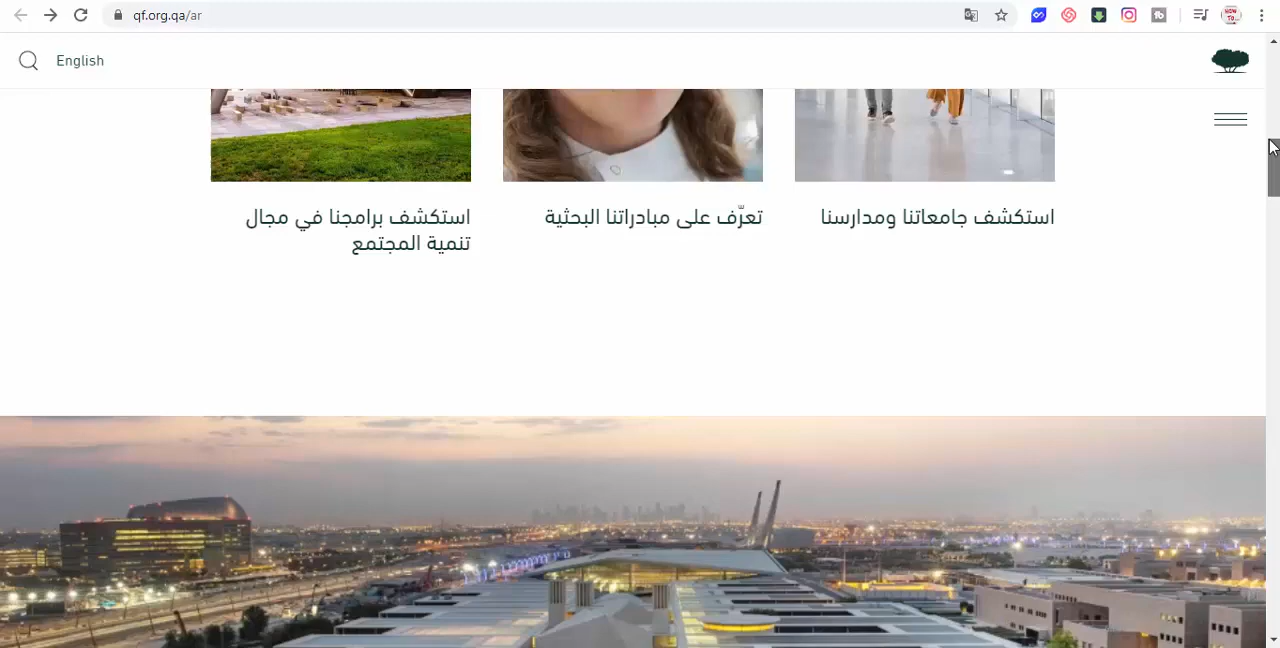 qf.org.qa/ar
English
استكشف جامعاتنا ومدارسنا
تعرّف على مبادراتنا البحثية
استكشف برامجنا في مجال
تنمية المجتمع